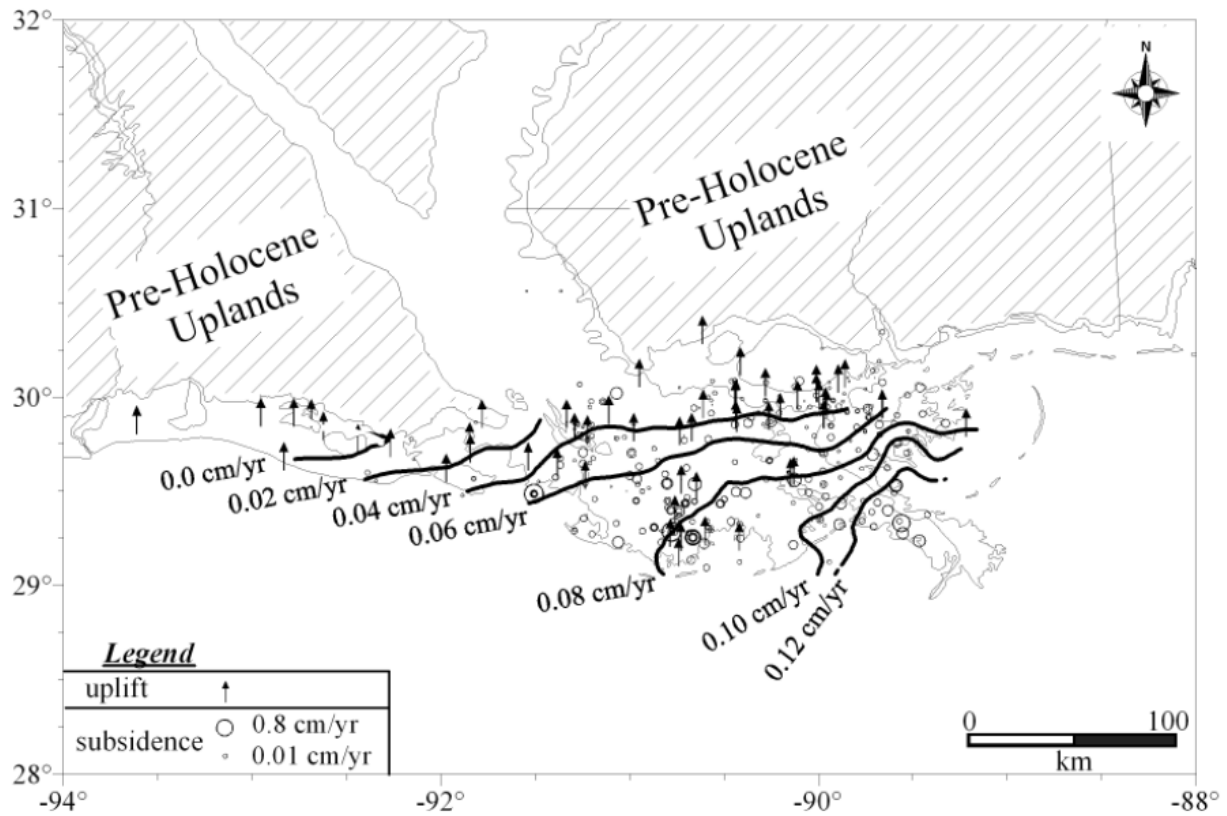 32°
N
Pre-Holocene
Uplands
31°
Pre-Holocene
Uplands
30°
0.0 cm/yr
0.02 cm/yr
0.04 cm/yr
0.06 cm/yr
29°
0.08 cm/yr
0.10 cm/yr
0.12 cm/yr
Legend
uplift
subsidence
0.8 cm/yr
0.01 cm/yr
0 100
km
28°
-94° -92° -90° -88°